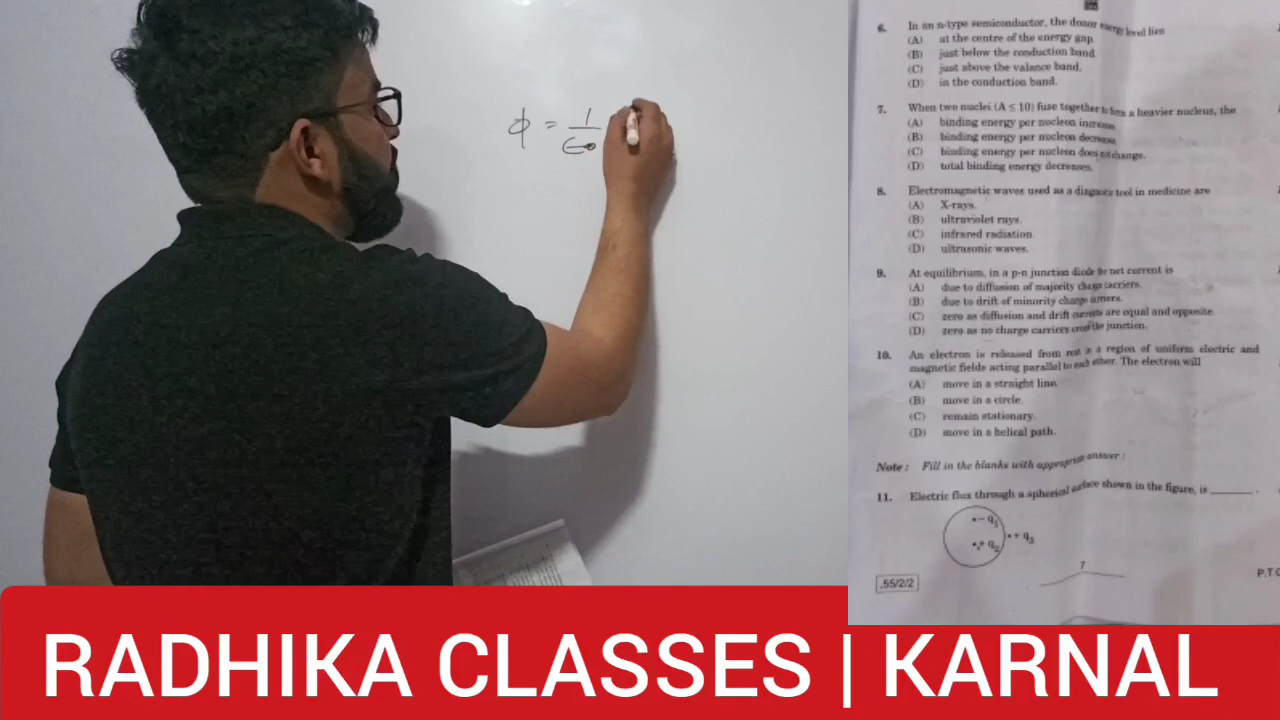 ϕ = 1/ϵ₀
6. In an n-type semiconductor, the donor energy level lies
(A) at the centre of the energy gap.
(B) just below the conduction band.
(C) just above the valance band.
(D) in the conduction band.
7. When two nuclei (A ≤ 10) fuse together to form a heavier nucleus, the
(A) binding energy per nucleon increases.
(B) binding energy per nucleon decreases.
(C) binding energy per nucleon does not change.
(D) total binding energy decreases.
8. Electromagnetic waves used as a diagnostic tool in medicine are
(A) X-rays.
(B) ultraviolet rays.
(C) infrared radiation.
(D) ultrasonic waves.
9. At equilibrium, in a p-n junction diode the net current is
(A) due to diffusion of majority charge carriers.
(B) due to drift of minority charge carriers.
(C) zero as diffusion and drift currents are equal and opposite.
(D) zero as no charge carriers cross the junction.
10. An electron is released from rest in a region of uniform electric and
magnetic fields acting parallel to each other. The electron will
(A) move in a straight line.
(B) move in a circle.
(C) remain stationary.
(D) move in a helical path.
Note : Fill in the blanks with appropriate answer :
11. Electric flux through a spherical surface shown in the figure, is ______ .
• – q₁
• + q₂
• + q₃
.55/2/2
7
P.T.O
RADHIKA CLASSES | KARNAL